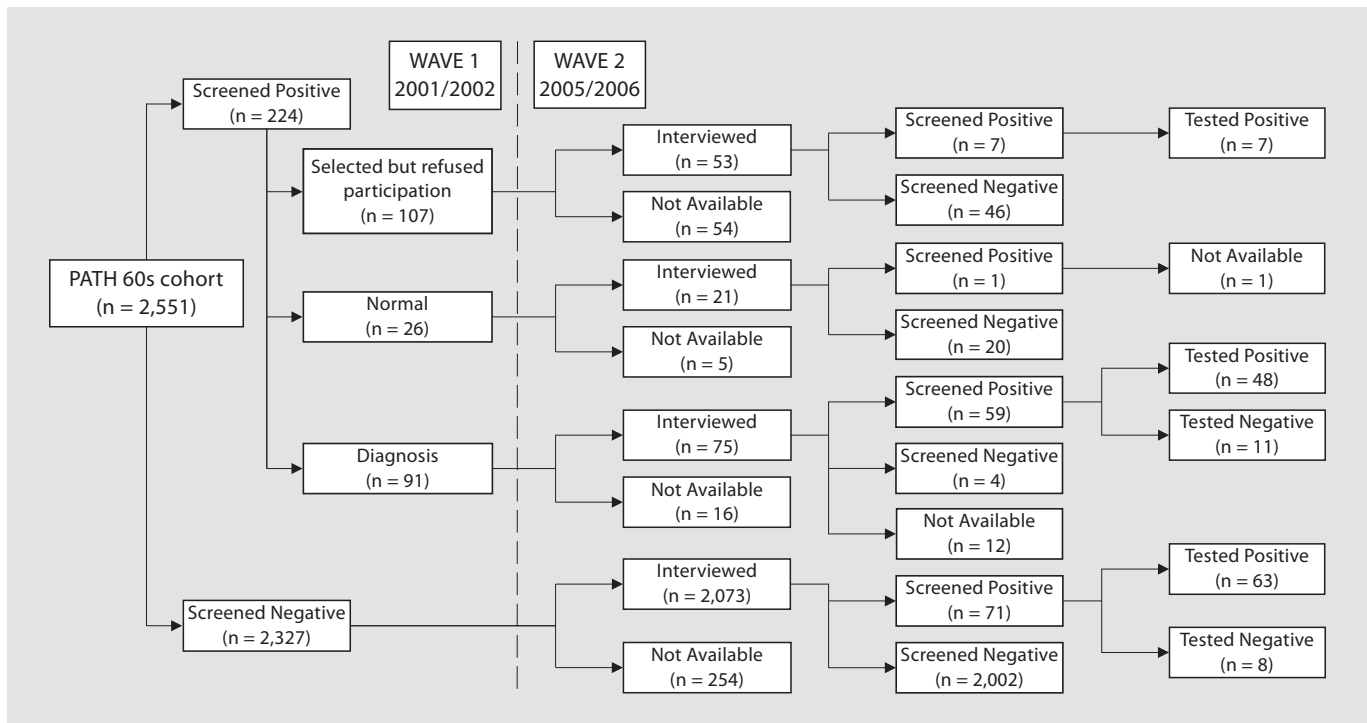 WAVE 1
2001/2002
WAVE 2
2005/2006
PATH 60s cohort
(n = 2,551)
Screened Positive
(n = 224)
Selected but refused
participation
(n = 107)
Normal
(n = 26)
Diagnosis
(n = 91)
Screened Negative
(n = 2,327)
Interviewed
(n = 53)
Not Available
(n = 54)
Interviewed
(n = 21)
Not Available
(n = 5)
Interviewed
(n = 75)
Not Available
(n = 16)
Interviewed
(n = 2,073)
Not Available
(n = 254)
Screened Positive
(n = 7)
Screened Negative
(n = 46)
Screened Positive
(n = 1)
Screened Negative
(n = 20)
Screened Positive
(n = 59)
Screened Negative
(n = 4)
Not Available
(n = 12)
Screened Positive
(n = 71)
Screened Negative
(n = 2,002)
Tested Positive
(n = 7)
Not Available
(n = 1)
Tested Positive
(n = 48)
Tested Negative
(n = 11)
Tested Positive
(n = 63)
Tested Negative
(n = 8)